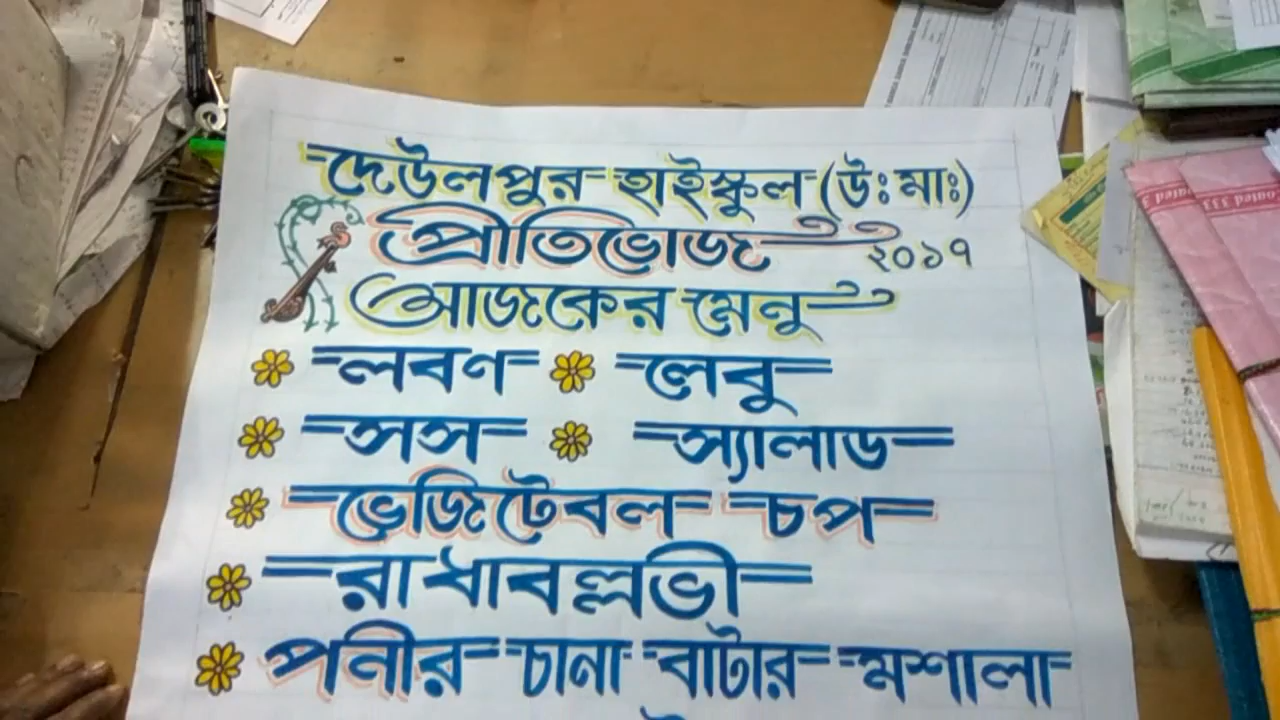 দেউলপুর হাইস্কুল (উঃ মাঃ)
প্রীতিভোজ ২০১৭
আজকের মেনু
লবণ লেবু
সস স্যালাড
ভেজিটেবল চপ
রাধাবল্লভী
পনীর চানা বাটার মশালা